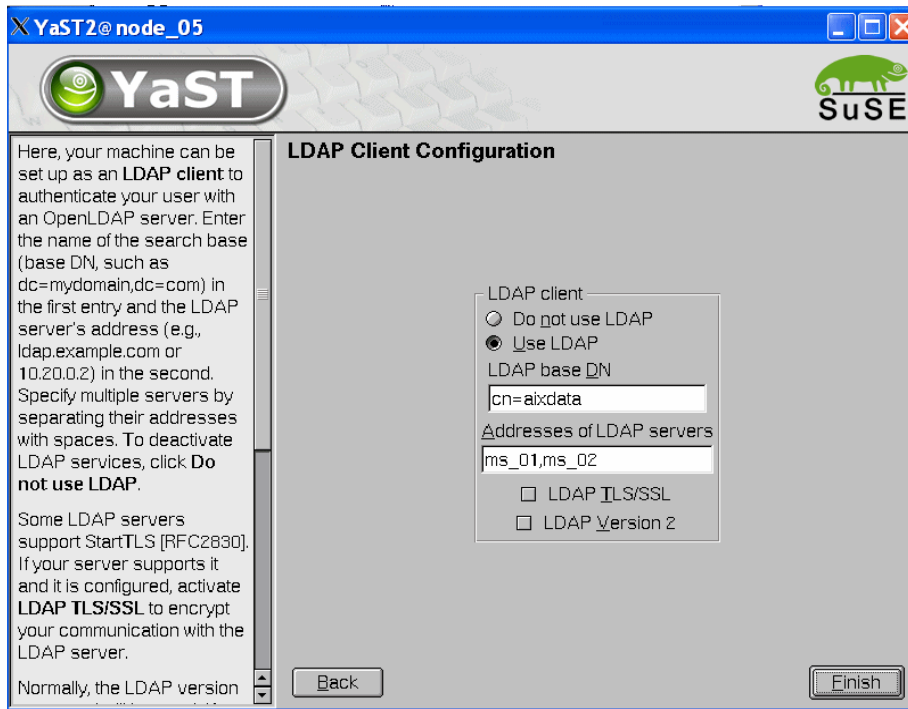 YaST2@node_05
YaST
SuSE
Here, your machine can be
set up as an LDAP client to
authenticate your user with
an OpenLDAP server. Enter
the name of the search base
(base DN, such as
dc=mydomain,dc=com) in
the first entry and the LDAP
server's address (e.g.,
ldap.example.com or
10.20.0.2) in the second.
Specify multiple servers by
separating their addresses
with spaces. To deactivate
LDAP services, click Do
not use LDAP.
Some LDAP servers
support StartTLS [RFC2830].
If your server supports it
and it is configured, activate
LDAP TLS/SSL to encrypt
your communication with the
LDAP server.
Normally, the LDAP version
LDAP Client Configuration
LDAP client
Do not use LDAP
Use LDAP
LDAP base DN
cn=aixdata
Addresses of LDAP servers
ms_01,ms_02
LDAP TLS/SSL
LDAP Version 2
Back
Finish